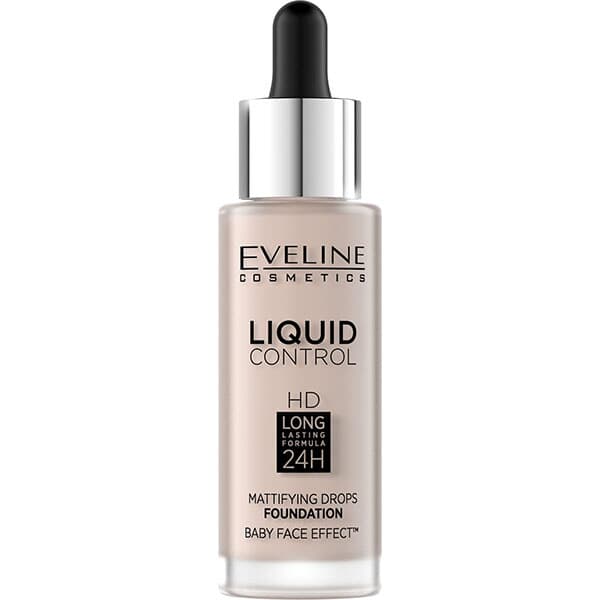 EVELINE
COSMETICS
LIQUID
CONTROL
HD
LONG
LASTING
FORMULA
24H
MATTIFYING DROPS
FOUNDATION
BABY FACE EFFECT™